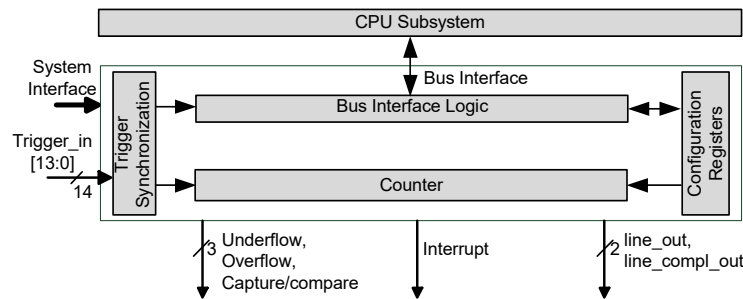 CPU Subsystem
System
Interface
Bus Interface
Trigger
Synchronization
Bus Interface Logic
Configuration
Registers
Trigger_in
[13:0]
14
Counter
3
Underflow,
Overflow,
Capture/compare
Interrupt
2
line_out,
line_compl_out